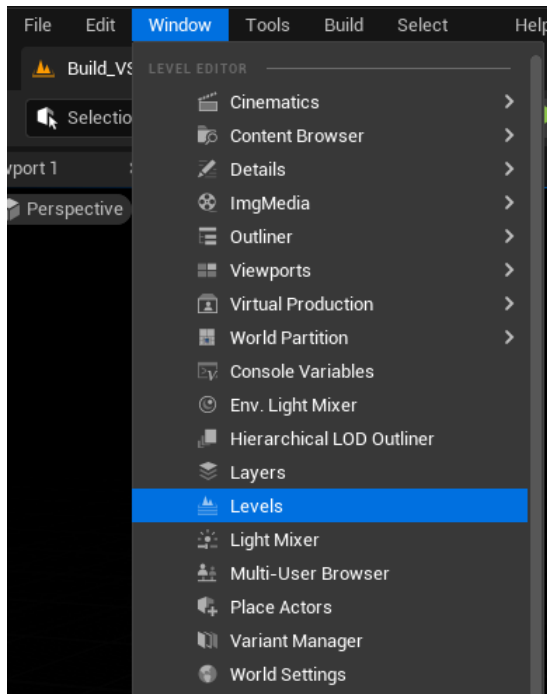 File Edit Window Tools Build Select Help
Build_VS
LEVEL EDITOR
Selectio
Cinematics
Content Browser
vport 1
Details
Perspective
ImgMedia
Outliner
Viewports
Virtual Production
World Partition
Console Variables
Env. Light Mixer
Hierarchical LOD Outliner
Layers
Levels
Light Mixer
Multi-User Browser
Place Actors
Variant Manager
World Settings